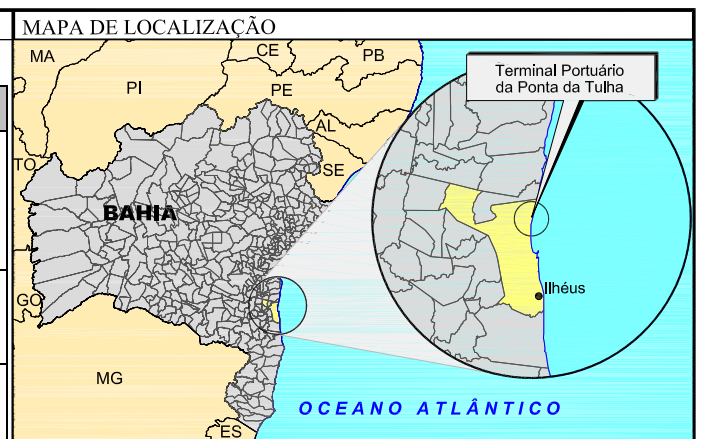 MAPA DE LOCALIZAÇÃO
MA
CE
PB
PI
PE
Terminal Portuário
da Ponta da Tulha
AL
TO
SE
BAHIA
GO
Ilhéus
MG
OCEANO ATLÂNTICO
ES